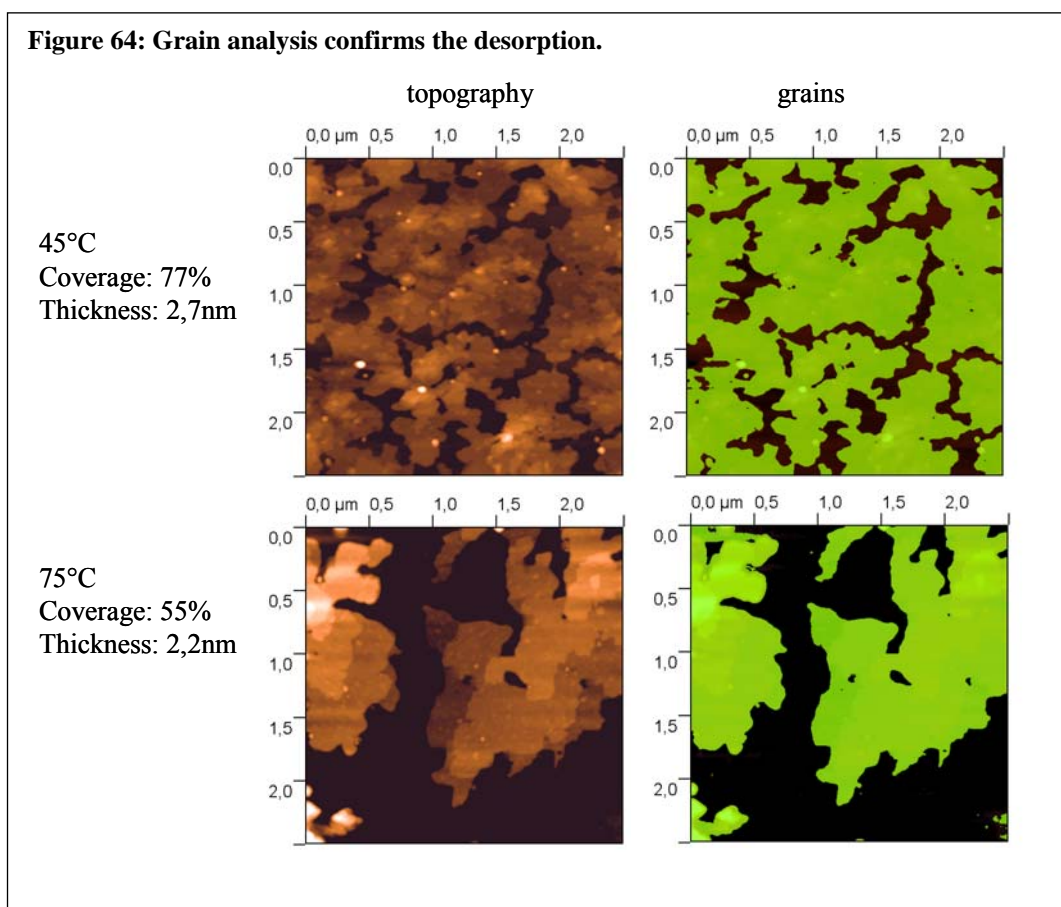 Figure 64: Grain analysis confirms the desorption.
topography
grains
45°C
Coverage: 77%
Thickness: 2,7nm
0,0 µm 0,5 1,0 1,5 2,0
0,0
0,5
1,0
1,5
2,0
0,0 µm 0,5 1,0 1,5 2,0
0,0
0,5
1,0
1,5
2,0
75°C
Coverage: 55%
Thickness: 2,2nm
0,0 µm 0,5 1,0 1,5 2,0
0,0
0,5
1,0
1,5
2,0
0,0 µm 0,5 1,0 1,5 2,0
0,0
0,5
1,0
1,5
2,0